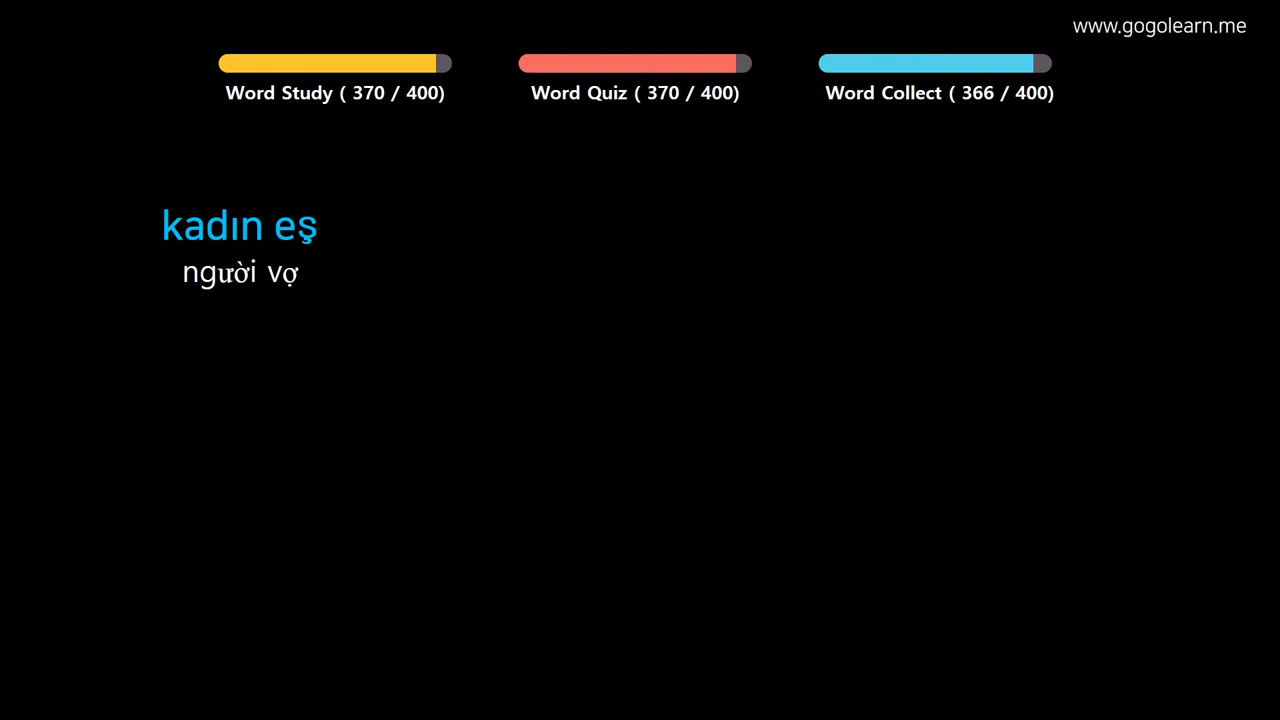 www.gogolearn.me
Word Study ( 370 / 400)
Word Quiz ( 370 / 400)
Word Collect ( 366 / 400)
kadın eş
người vợ